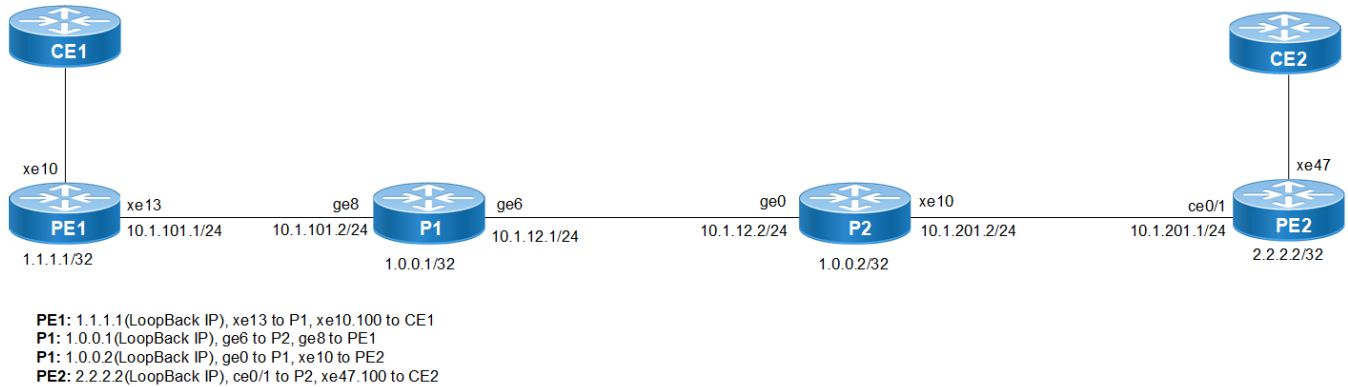 CE1
CE2
xe10
xe47
xe13
ge8
ge6
ge0
xe10
ce0/1
PE1
P1
P2
PE2
10.1.101.1/24
10.1.101.2/24
10.1.12.1/24
10.1.12.2/24
10.1.201.2/24
10.1.201.1/24
1.1.1.1/32
1.0.0.1/32
1.0.0.2/32
2.2.2.2/32
PE1: 1.1.1.1(LoopBack IP), xe13 to P1, xe10.100 to CE1
P1: 1.0.0.1(LoopBack IP), ge6 to P2, ge8 to PE1
P1: 1.0.0.2(LoopBack IP), ge0 to P1, xe10 to PE2
PE2: 2.2.2.2(LoopBack IP), ce0/1 to P2, xe47.100 to CE2